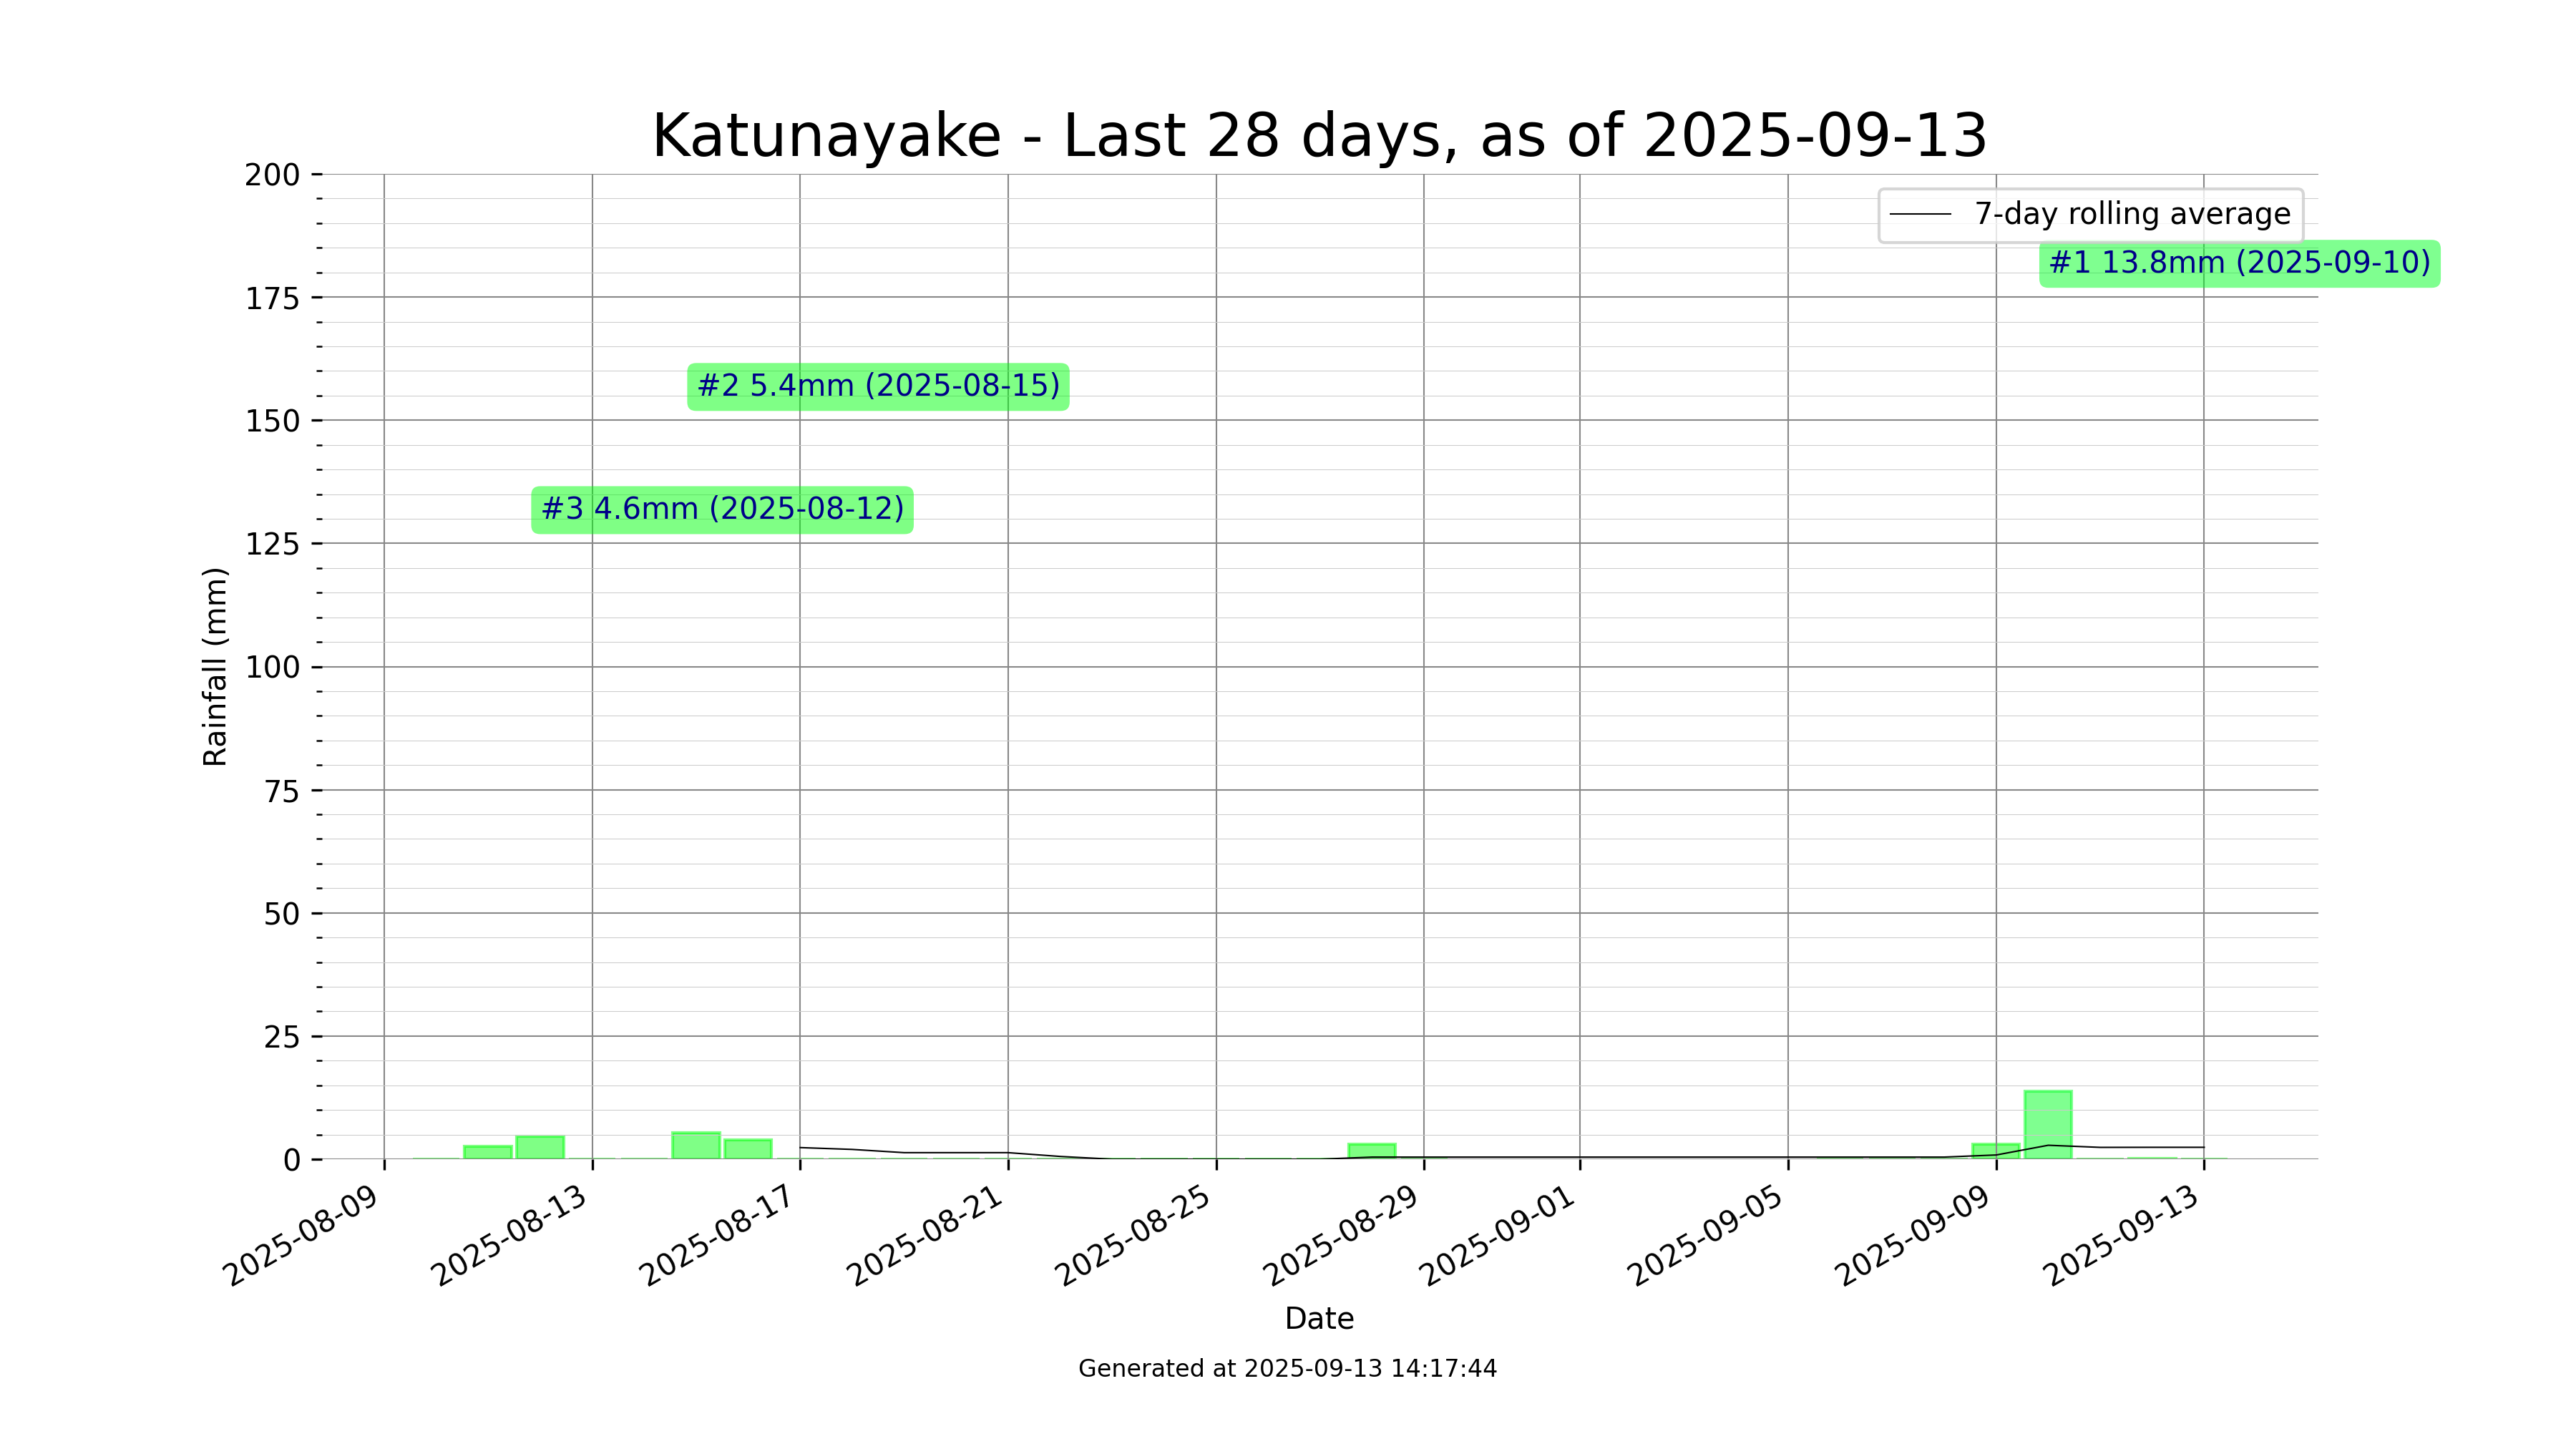 Katunayake - Last 28 days, as of 2025-09-13
200
175
150
125
100
75
50
25
0
Rainfall (mm)
7-day rolling average
#1 13.8mm (2025-09-10)
#2 5.4mm (2025-08-15)
#3 4.6mm (2025-08-12)
2025-08-09
2025-08-13
2025-08-17
2025-08-21
2025-08-25
2025-08-29
2025-09-01
2025-09-05
2025-09-09
2025-09-13
Date
Generated at 2025-09-13 14:17:44